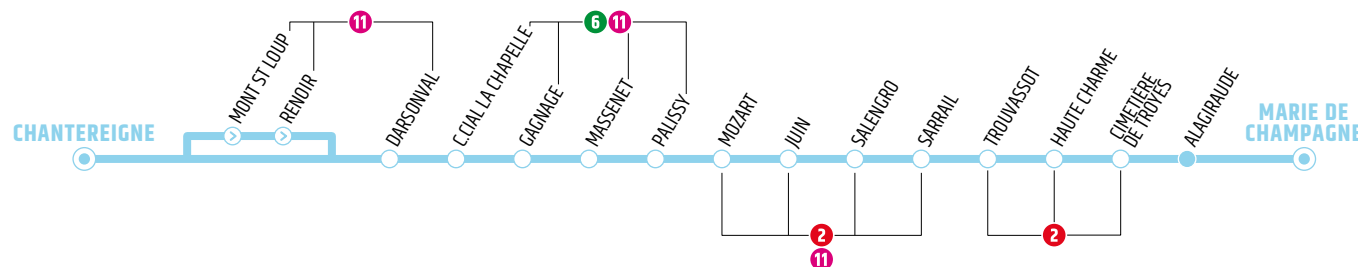 11
6 11
MONT ST LOUP
RENOIR
DARSONVAL
C.CIAL LA CHAPELLE
GAGNAGE
MASSENET
PALISSY
MOZART
JUIN
SALENGRO
SARRAIL
TROUVASSOT
HAUTE CHARME
CIMETIÈRE
DE TROYES
ALAGIRAUDE
CHANTEREIGNE
MARIE DE
CHAMPAGNE
2
11
2